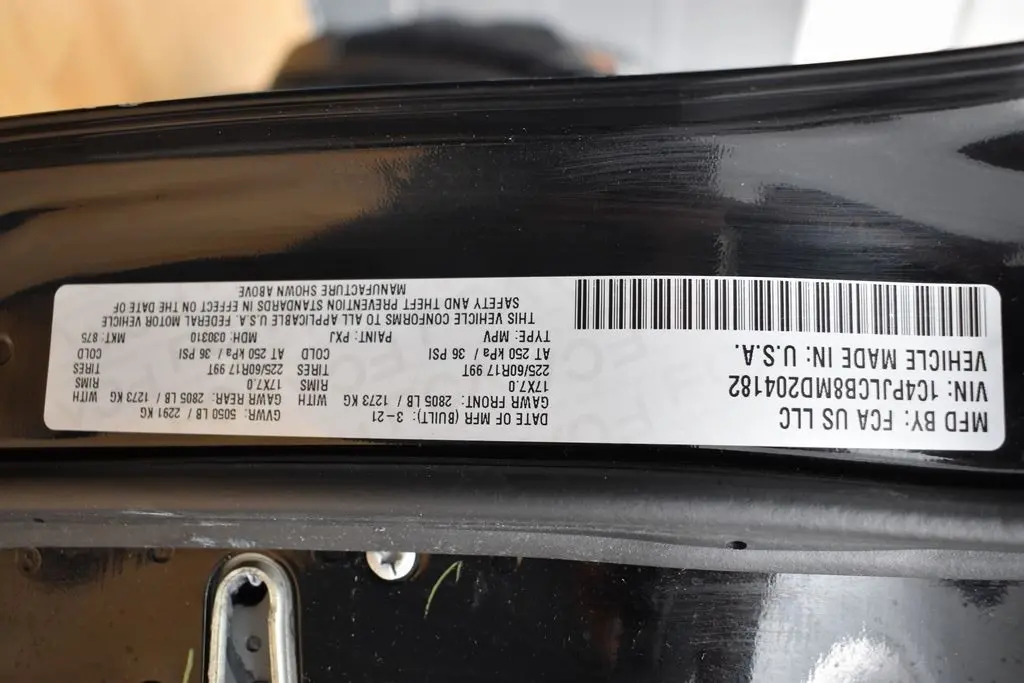 MFD BY: FCA US LLC
VIN: 1C4PJLCB8MD204182
VEHICLE MADE IN: U.S.A.
DATE OF MFR (BUILT): 3-21 GVWR: 5050 LB / 2291 KG
GAWR FRONT: 2805 LB / 1273 KG WITH GAWR REAR: 2805 LB / 1273 KG WITH
17X7.0 RIMS 17X7.0 RIMS
225/60R17 99T TIRES 225/60R17 99T TIRES
AT 250 kPa / 36 PSI COLD AT 250 kPa / 36 PSI COLD
TYPE: MPV PAINT: PXJ MDH: 030310 MKT: 875
THIS VEHICLE CONFORMS TO ALL APPLICABLE U.S.A. FEDERAL MOTOR VEHICLE
SAFETY AND THEFT PREVENTION STANDARDS IN EFFECT ON THE DATE OF
MANUFACTURE SHOWN ABOVE